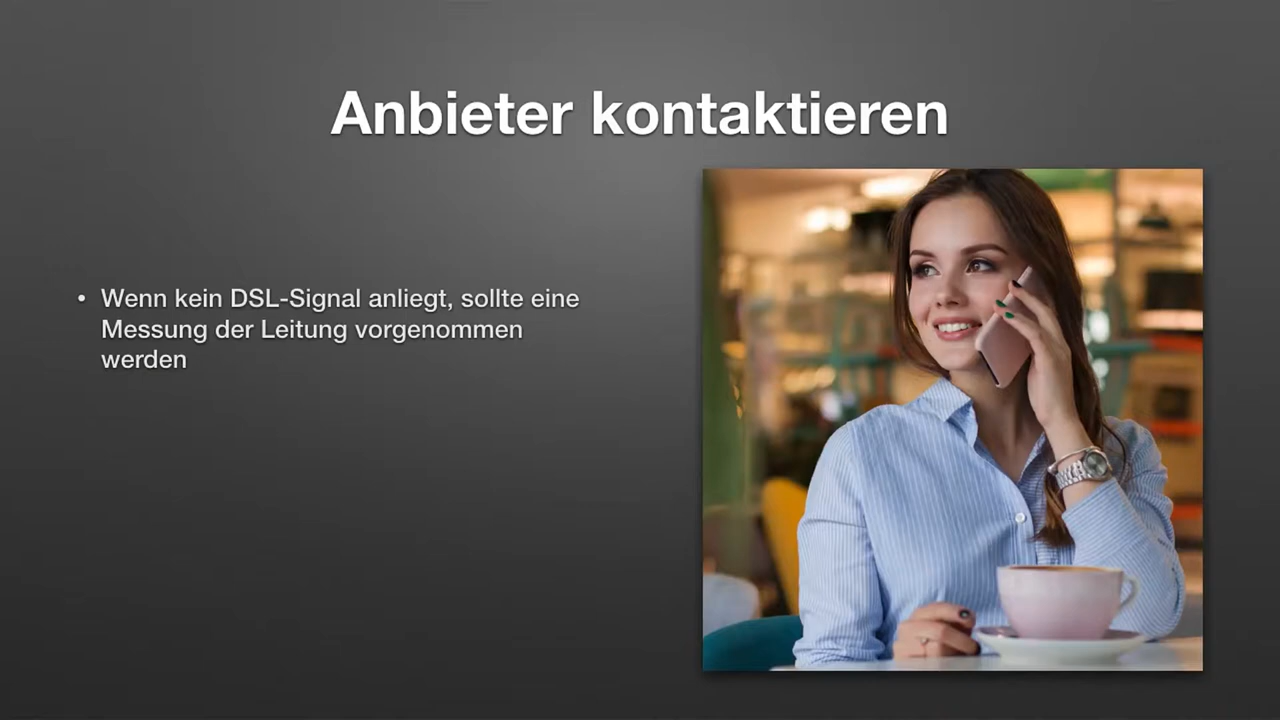 Anbieter kontaktieren
• Wenn kein DSL-Signal anliegt, sollte eine
Messung der Leitung vorgenommen
werden